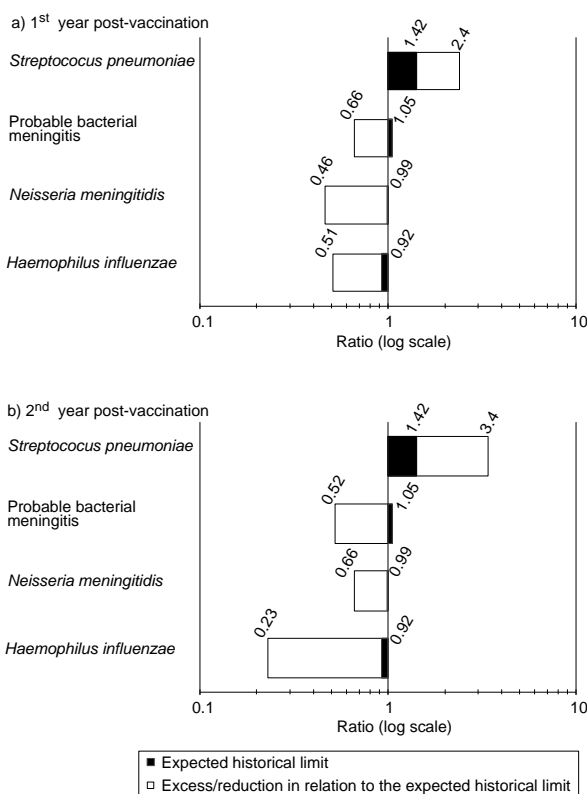 a) 1st year post-vaccination
1.42
2.4
Streptococus pneumoniae
0.66
1.05
Probable bacterial
meningitis
0.46
0.99
Neisseria meningitidis
0.51
0.92
Haemophilus influenzae
0.1
1
10
Ratio (log scale)
b) 2nd year post-vaccination
1.42
3.4
Streptococus pneumoniae
0.52
1.05
Probable bacterial
meningitis
0.66
0.99
Neisseria meningitidis
0.23
0.92
Haemophilus influenzae
0.1
1
10
Ratio (log scale)
Expected historical limit
Excess/reduction in relation to the expected historical limit